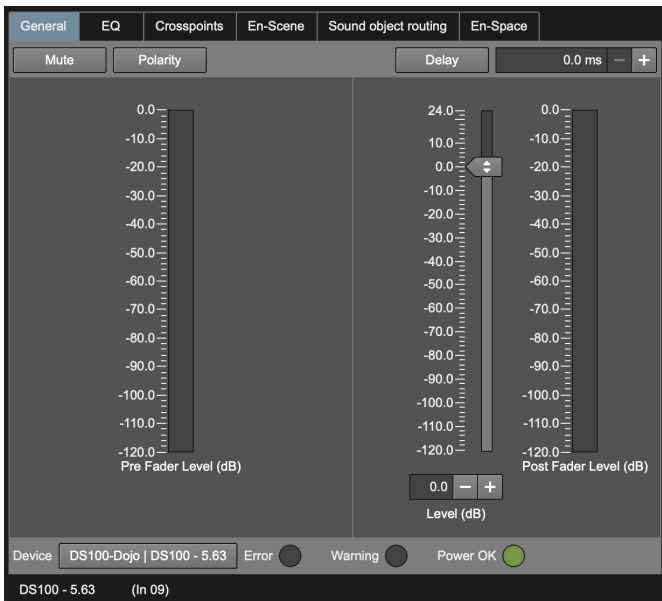 General EQ Crosspoints En-Scene Sound object routing En-Space
Mute Polarity Delay 0.0 ms − +
0.0 24.0 0.0
-10.0 10.0 -10.0
-20.0 0.0 -20.0
-30.0 -10.0 -30.0
-40.0 -20.0 -40.0
-50.0 -30.0 -50.0
-60.0 -40.0 -60.0
-70.0 -50.0 -70.0
-80.0 -60.0 -80.0
-90.0 -70.0 -90.0
-100.0 -80.0 -100.0
-110.0 -90.0 -110.0
-120.0 -100.0 -120.0
-110.0
-120.0
Pre Fader Level (dB) Post Fader Level (dB)
0.0 − +
Level (dB)
Device DS100-Dojo | DS100 - 5.63 Error Warning Power OK
DS100 - 5.63 (In 09)